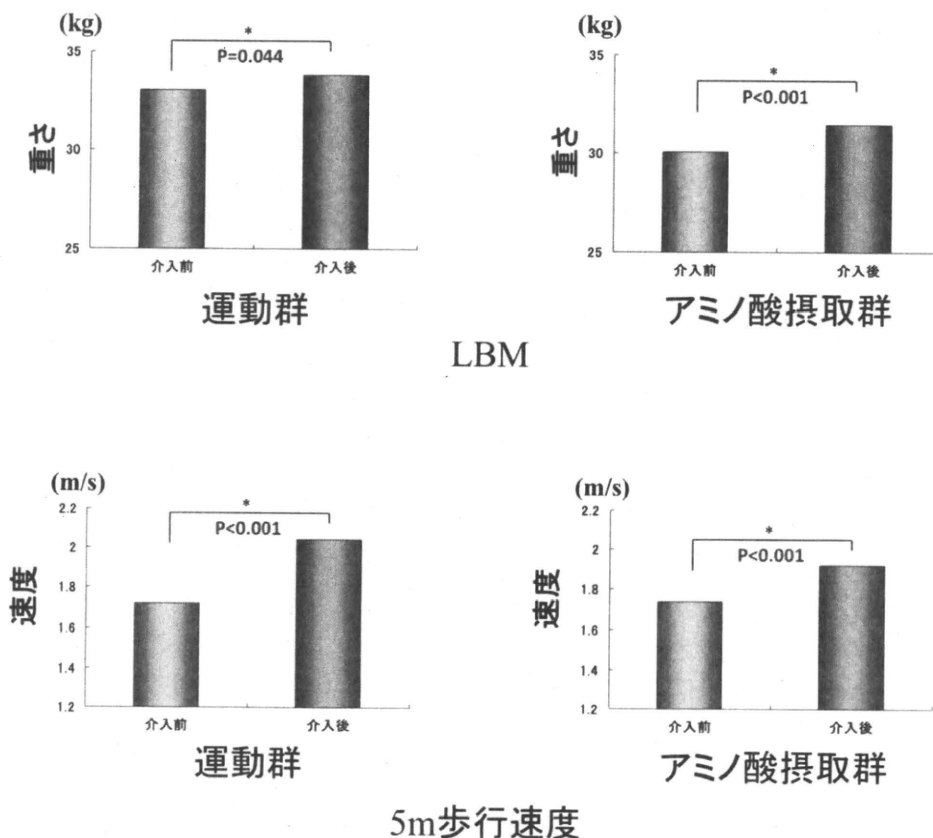 (kg)
35
33
30
25
重さ
*
P=0.044
介入前 介入後
運動群
(kg)
35
30
25
重さ
*
P<0.001
介入前 介入後
アミノ酸摂取群
LBM
(m/s)
2.2
2
1.8
1.6
1.4
1.2
速度
*
P<0.001
介入前 介入後
運動群
(m/s)
2.2
2
1.8
1.6
1.4
1.2
速度
*
P<0.001
介入前 介入後
アミノ酸摂取群
5m歩行速度